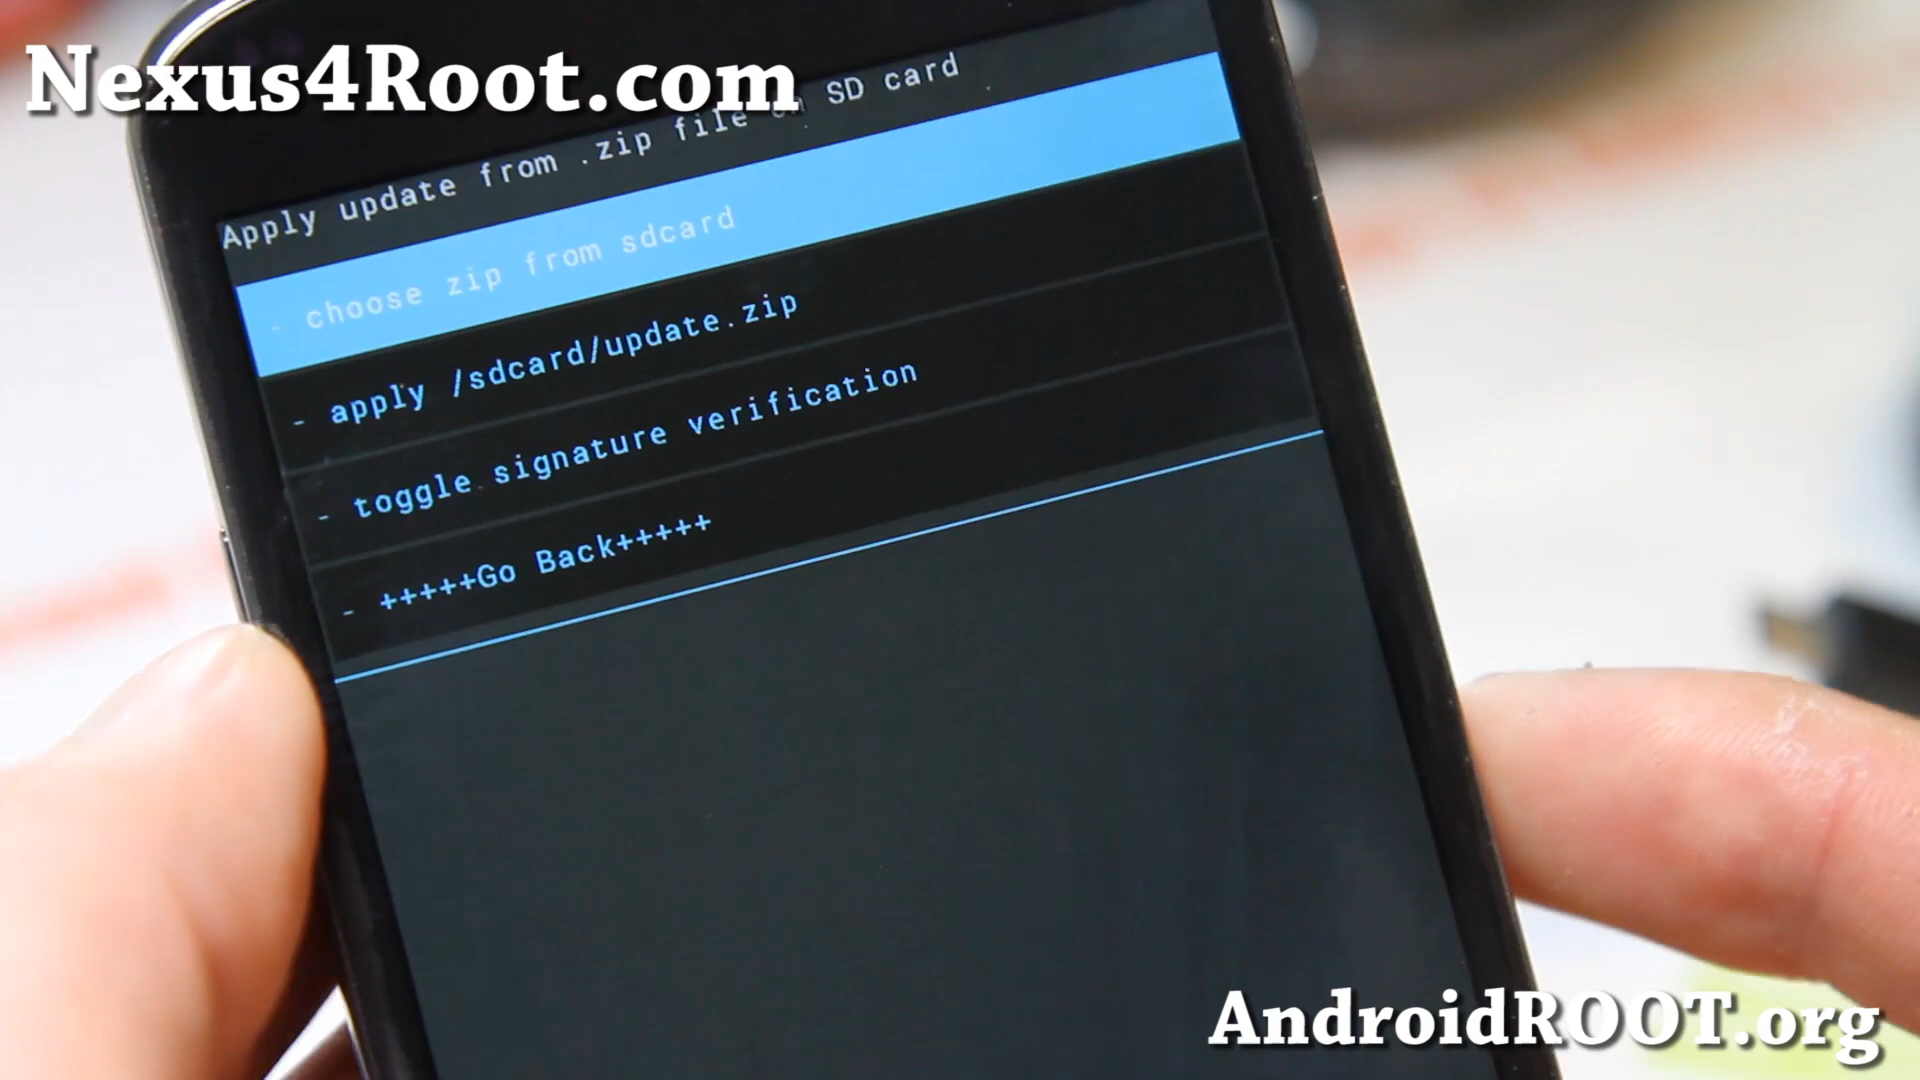 Nexus4Root.com
Apply update from .zip file on SD card
- choose zip from sdcard
- apply /sdcard/update.zip
- toggle signature verification
- +++++Go Back+++++
AndroidROOT.org